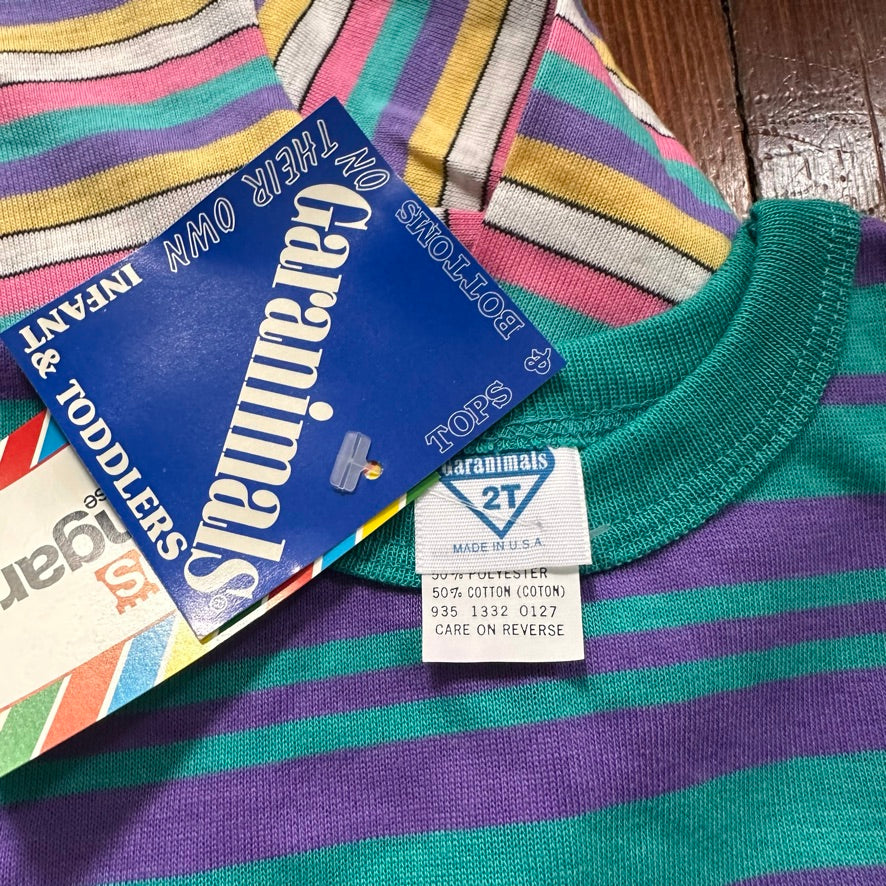 ON THEIR OWN
Garanimals®
INFANT & TODDLERS
TOPS & BOTTOMS
garanimals
2T
MADE IN U.S.A.
50% POLYESTER
50% COTTON (COTON)
935 1332 0127
CARE ON REVERSE